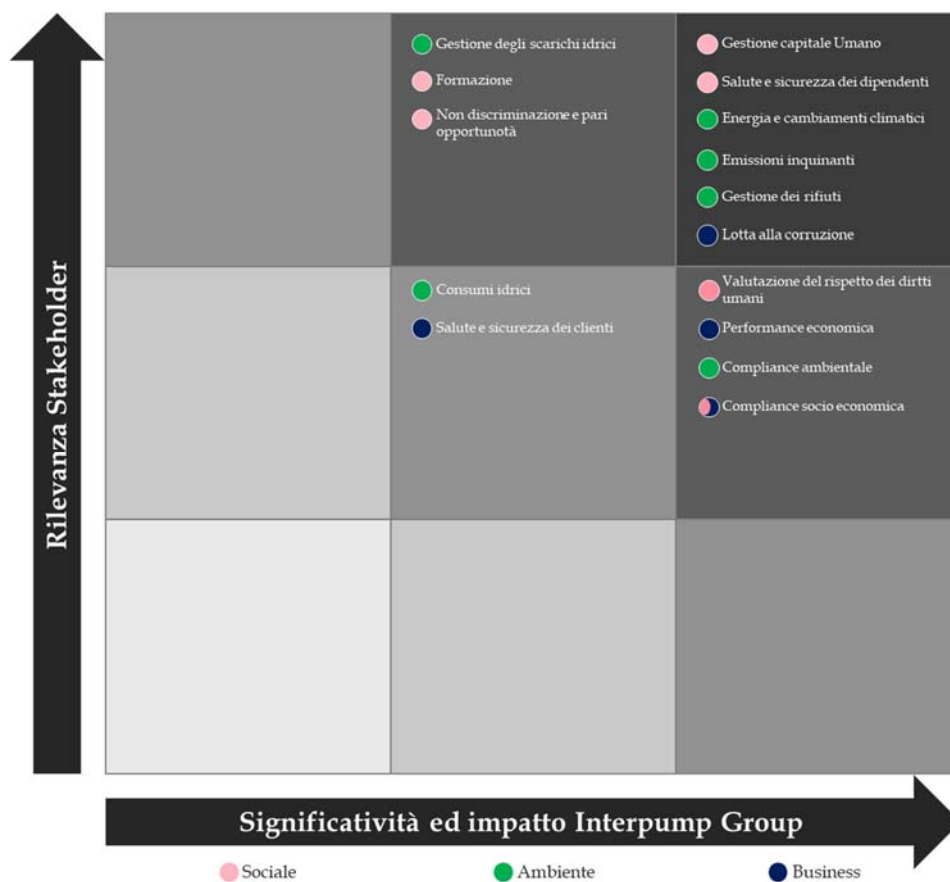 Rilevanza Stakeholder
Gestione degli scarichi idrici
Formazione
Non discriminazione e pari
opportunotà
Gestione capitale Umano
Salute e sicurezza dei dipendenti
Energia e cambiamenti climatici
Emissioni inquinanti
Gestione dei rifiuti
Lotta alla corruzione
Consumi idrici
Salute e sicurezza dei clienti
Valutazione del rispetto dei dirtti
umani
Performance economica
Compliance ambientale
Compliance socio economica
Significatività ed impatto Interpump Group
Sociale
Ambiente
Business